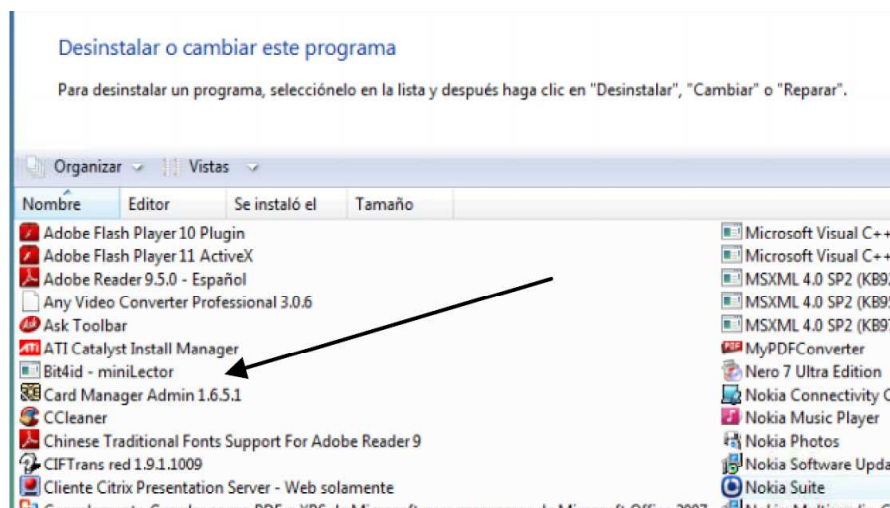 Desinstalar o cambiar este programa
Para desinstalar un programa, selecciónelo en la lista y después haga clic en "Desinstalar", "Cambiar" o "Reparar".
Organizar Vistas
Nombre Editor Se instaló el Tamaño
Adobe Flash Player 10 Plugin
Adobe Flash Player 11 ActiveX
Adobe Reader 9.5.0 - Español
Any Video Converter Professional 3.0.6
Ask Toolbar
ATI Catalyst Install Manager
Bit4id - miniLector
Card Manager Admin 1.6.5.1
CCleaner
Chinese Traditional Fonts Support For Adobe Reader 9
CIFTrans red 1.9.1.1009
Cliente Citrix Presentation Server - Web solamente
Microsoft Visual C++
Microsoft Visual C++
MSXML 4.0 SP2
MSXML 4.0 SP2
MSXML 4.0 SP2
MyPDFConverter
Nero 7 Ultra Edition
Nokia Connectivity
Nokia Music Player
Nokia Photos
Nokia Software
Nokia Suite